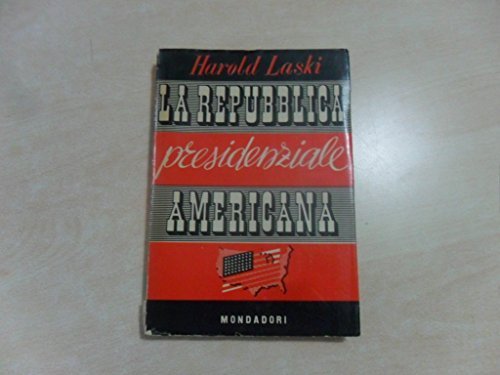 Harold Laski
LA REPUBBLICA
presidenziale
AMERICANA
MONDADORI